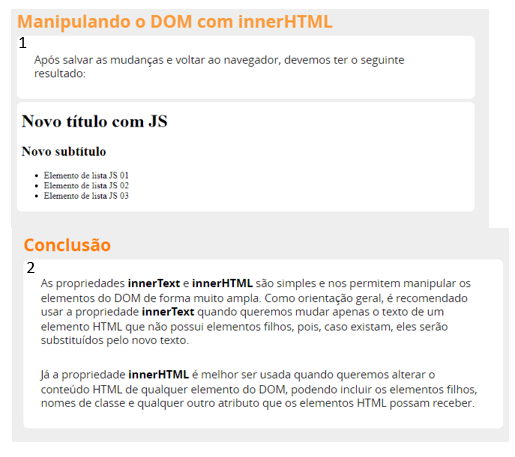 Manipulando o DOM com innerHTML
1
Após salvar as mudanças e voltar ao navegador, devemos ter o seguinte
resultado:
Novo título com JS
Novo subtítulo
• Elemento de lista JS 01
• Elemento de lista JS 02
• Elemento de lista JS 03
Conclusão
2
As propriedades innerText e innerHTML são simples e nos permitem manipular os
elementos do DOM de forma muito ampla. Como orientação geral, é recomendado
usar a propriedade innerText quando queremos mudar apenas o texto de um
elemento HTML que não possui elementos filhos, pois, caso existam, eles serão
substituídos pelo novo texto.
Já a propriedade innerHTML é melhor ser usada quando queremos alterar o
conteúdo HTML de qualquer elemento do DOM, podendo incluir os elementos filhos,
nomes de classe e qualquer outro atributo que os elementos HTML possam receber.